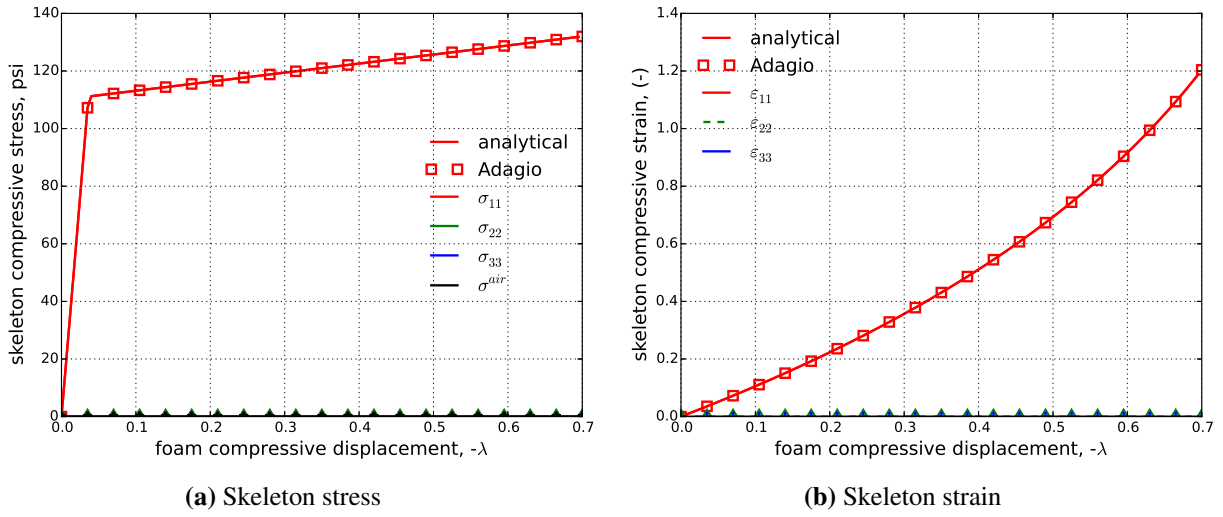 140
120
100
80
60
40
20
0
skeleton compressive stress, psi
analytical
Adagio
σ₁₁
σ₂₂
σ₃₃
σᵃⁱʳ
0.0 0.1 0.2 0.3 0.4 0.5 0.6 0.7
foam compressive displacement, -λ
(a) Skeleton stress
1.4
1.2
1.0
0.8
0.6
0.4
0.2
0.0
skeleton compressive strain, (-)
analytical
Adagio
ε₁₁
ε₂₂
ε₃₃
0.0 0.1 0.2 0.3 0.4 0.5 0.6 0.7
foam compressive displacement, -λ
(b) Skeleton strain